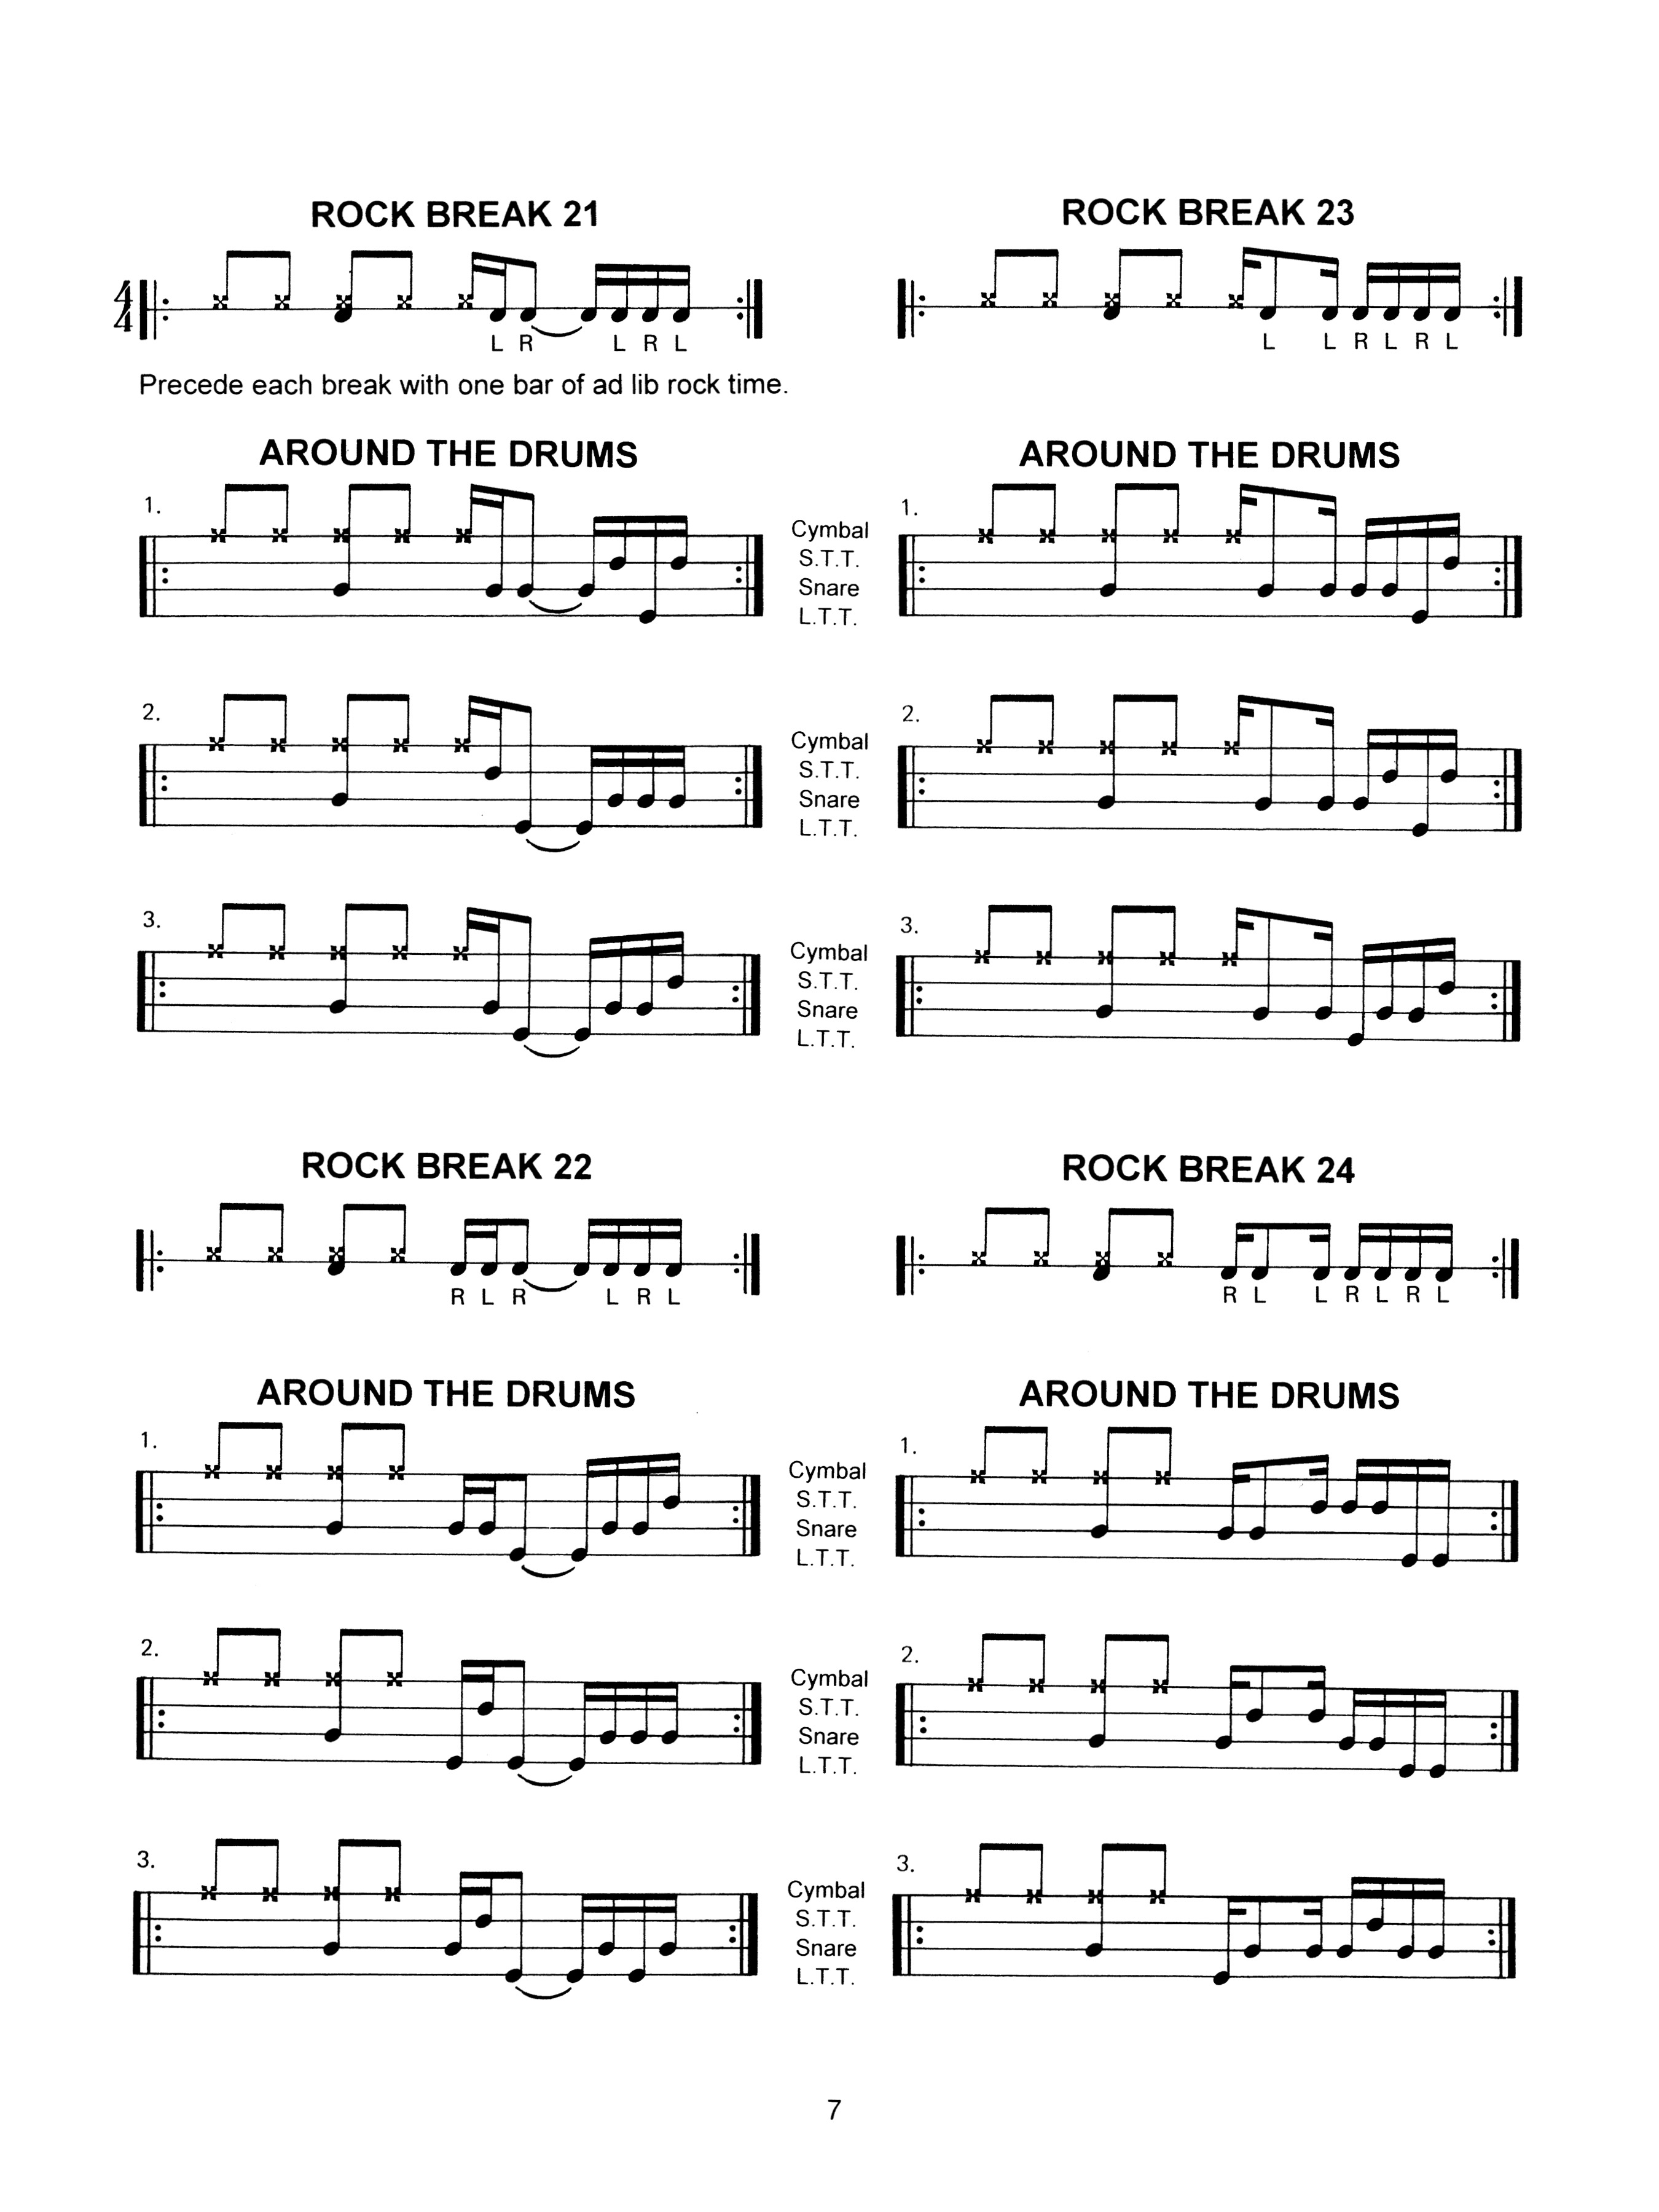 ROCK BREAK 21
4
4
L R L R L
Precede each break with one bar of ad lib rock time.
AROUND THE DRUMS
1.
Cymbal
S.T.T.
Snare
L.T.T.
2.
Cymbal
S.T.T.
Snare
L.T.T.
3.
Cymbal
S.T.T.
Snare
L.T.T.
ROCK BREAK 23
L L R L R L
AROUND THE DRUMS
1.
2.
3.
ROCK BREAK 22
R L R L R L
AROUND THE DRUMS
1.
Cymbal
S.T.T.
Snare
L.T.T.
2.
Cymbal
S.T.T.
Snare
L.T.T.
3.
Cymbal
S.T.T.
Snare
L.T.T.
ROCK BREAK 24
R L L R L R L
AROUND THE DRUMS
1.
2.
3.
7